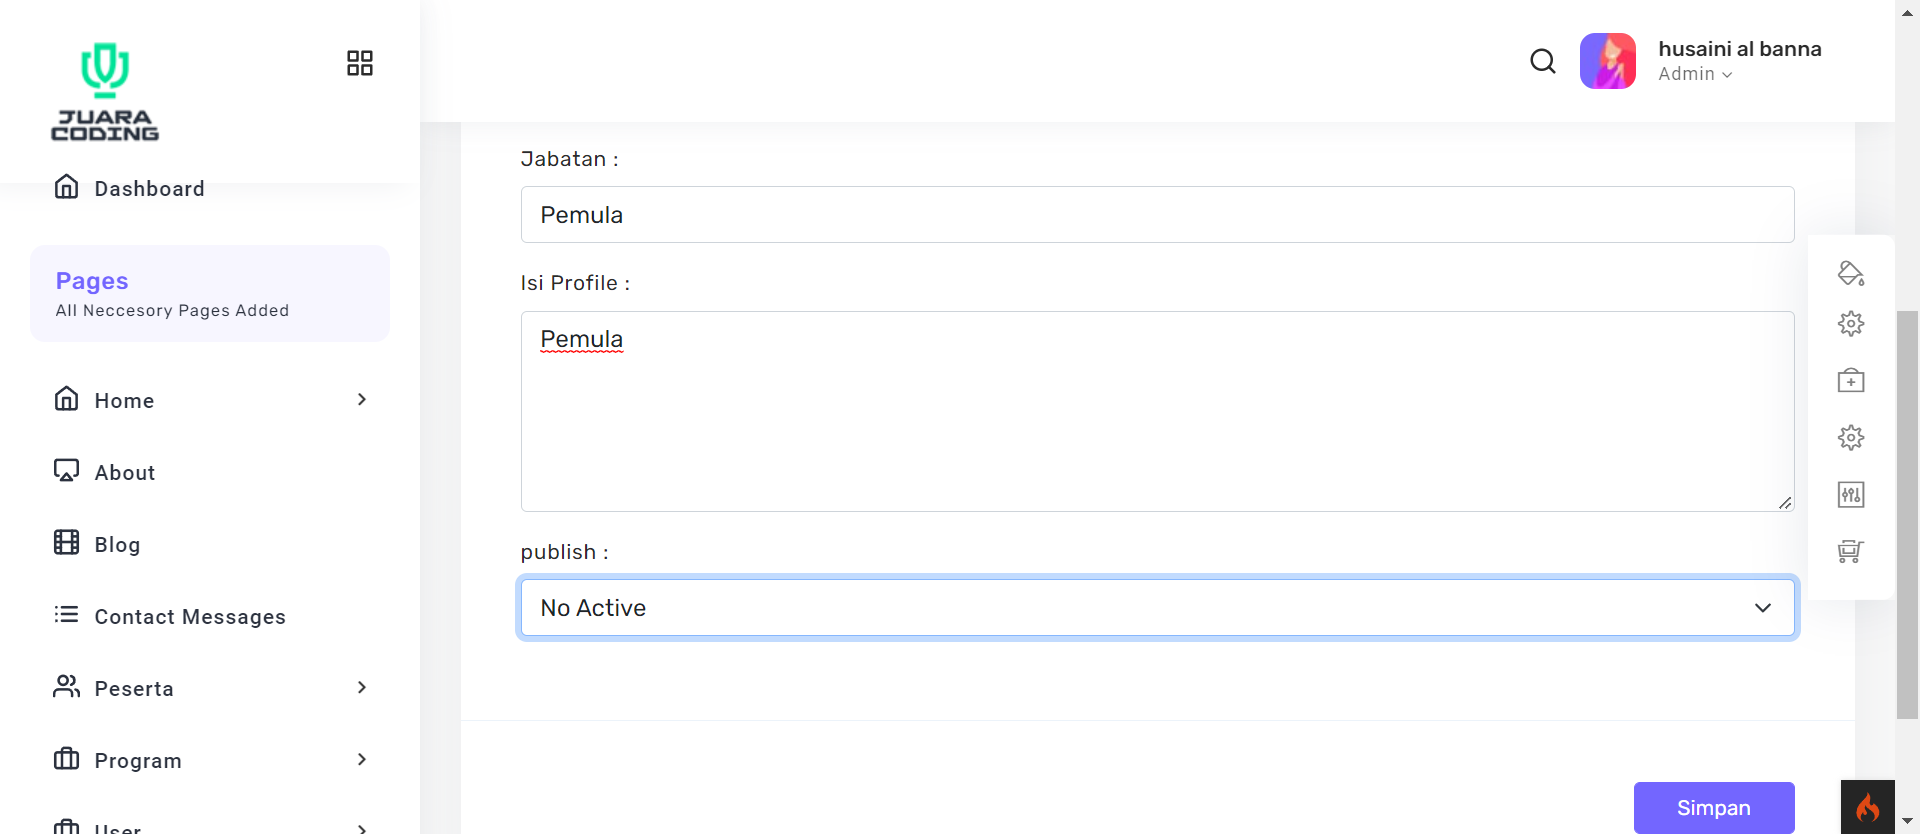 JUARA
CODING
husaini al banna
Admin
Dashboard
Pages
All Neccesory Pages Added
Home
About
Blog
Contact Messages
Peserta
Program
User
Jabatan :
Pemula
Isi Profile :
Pemula
publish :
No Active
Simpan